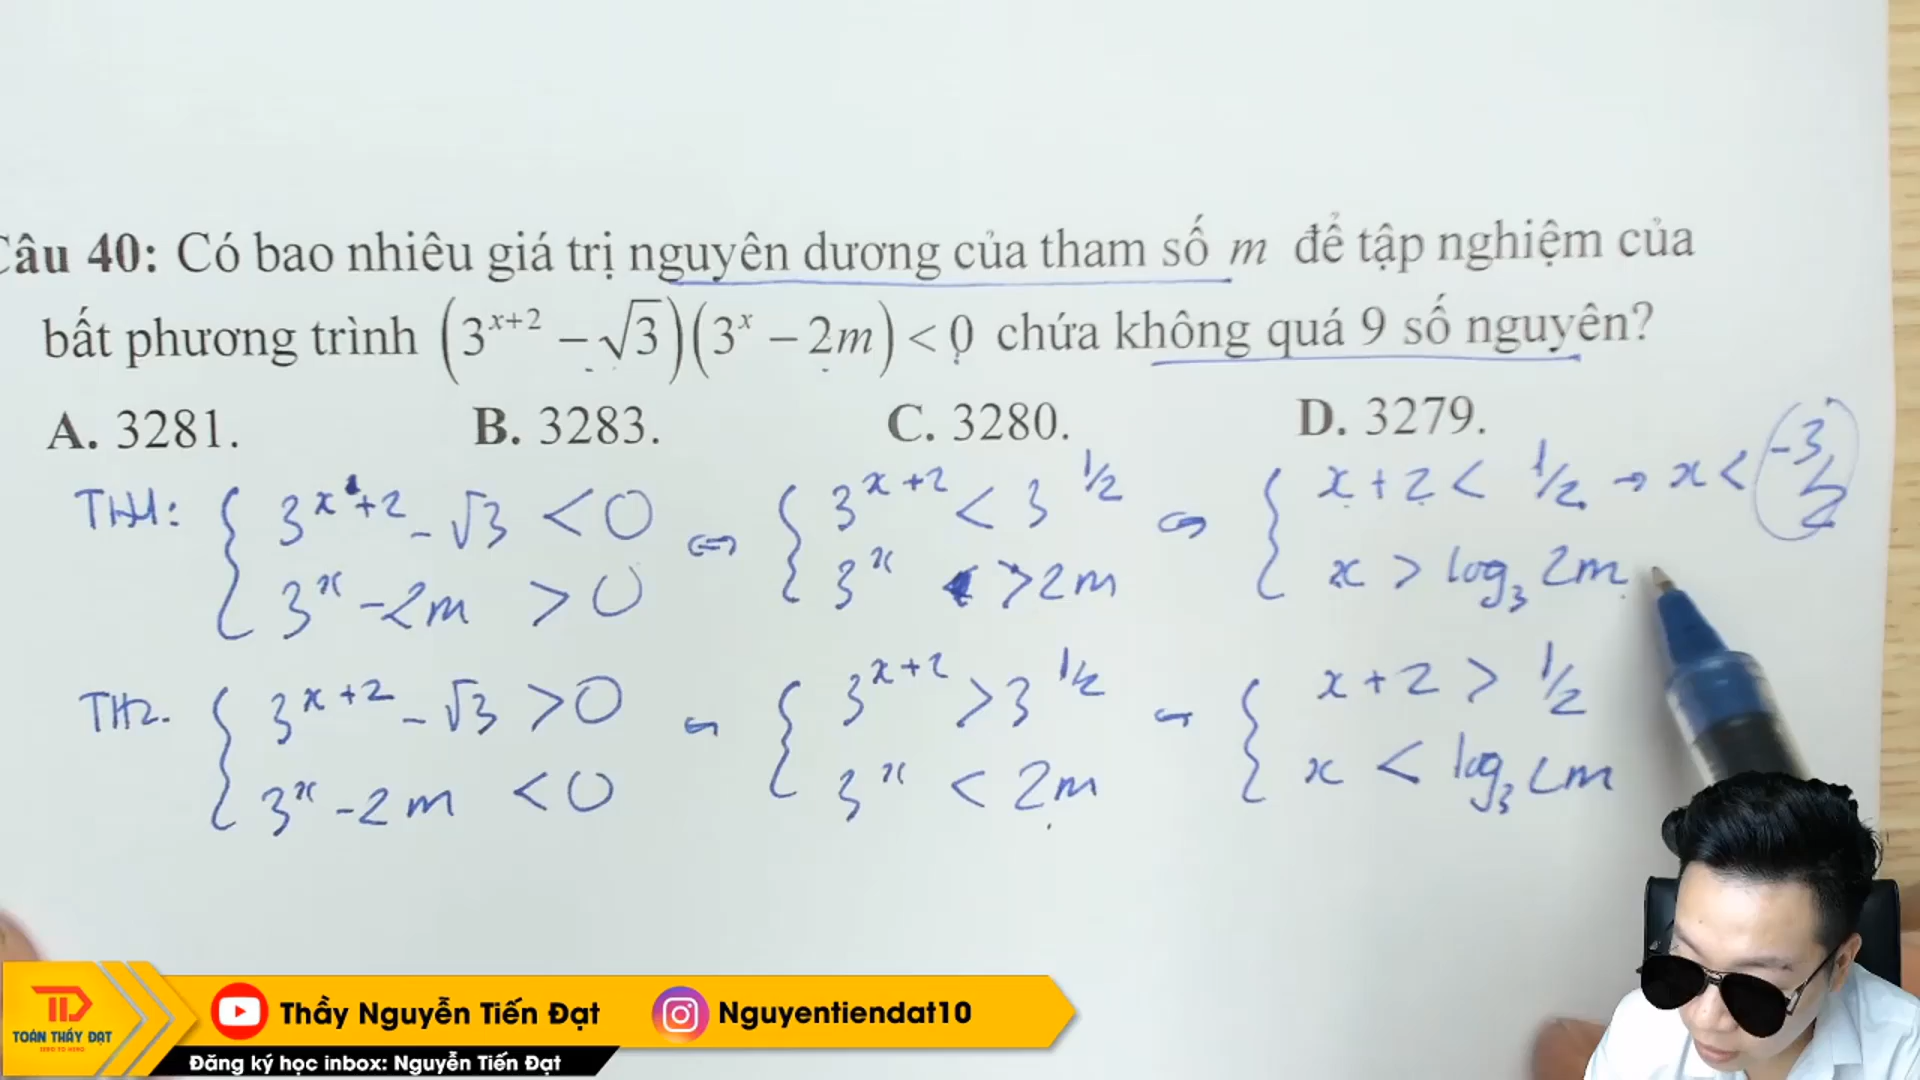 Câu 40: Có bao nhiêu giá trị nguyên dương của tham số m để tập nghiệm của
bất phương trình (3^{x+2} − √3)(3^x − 2m) < 0 chứa không quá 9 số nguyên?
A. 3281. B. 3283. C. 3280. D. 3279.
TH1: { 3^{x+2} - √3 < 0 ⇔ { 3^{x+2} < 3^{1/2} ⇔ { x+2 < 1/2 → x < -3/2
3^x - 2m > 0 3^x > 2m x > log_3 2m
TH2. { 3^{x+2} - √3 > 0 ⇔ { 3^{x+2} > 3^{1/2} ⇔ { x+2 > 1/2
3^x - 2m < 0 3^x < 2m x < log_3 2m
TOÁN THẦY ĐẠT
ZERO TO HERO
Thầy Nguyễn Tiến Đạt
Nguyentiendat10
Đăng ký học inbox: Nguyễn Tiến Đạt